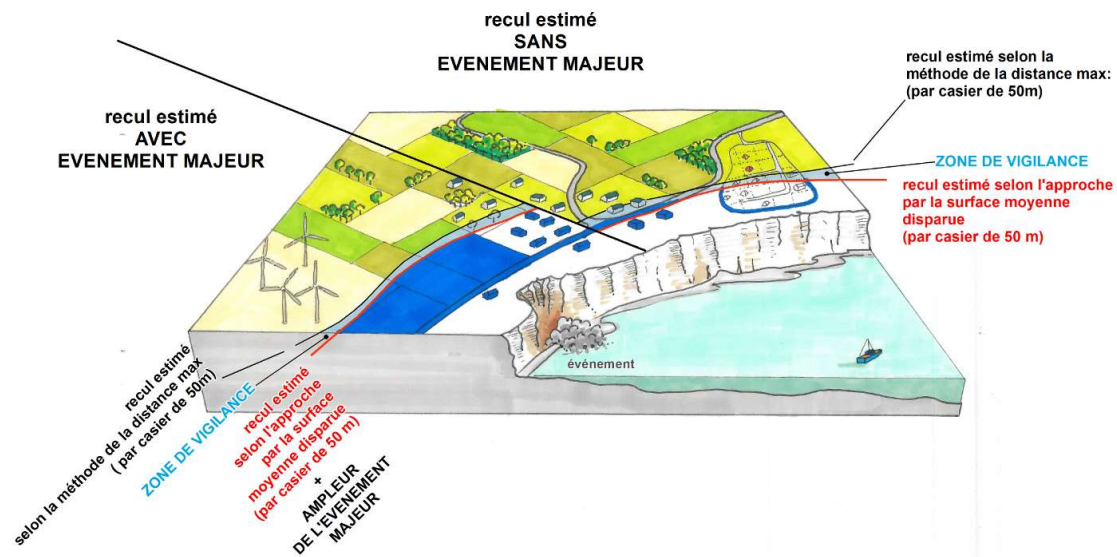 recul estimé
SANS
EVENEMENT MAJEUR
recul estimé
AVEC
EVENEMENT MAJEUR
recul estimé selon la
méthode de la distance max:
(par casier de 50m)
ZONE DE VIGILANCE
recul estimé selon l'approche
par la surface moyenne
disparue
(par casier de 50 m)
événement
recul estimé
selon la méthode de la distance max
( par casier de 50m)
ZONE DE VIGILANCE
recul estimé
selon l'approche
par la surface
moyenne disparue
(par casier de 50 m)
+
AMPLEUR
DE L'EVENEMENT
MAJEUR